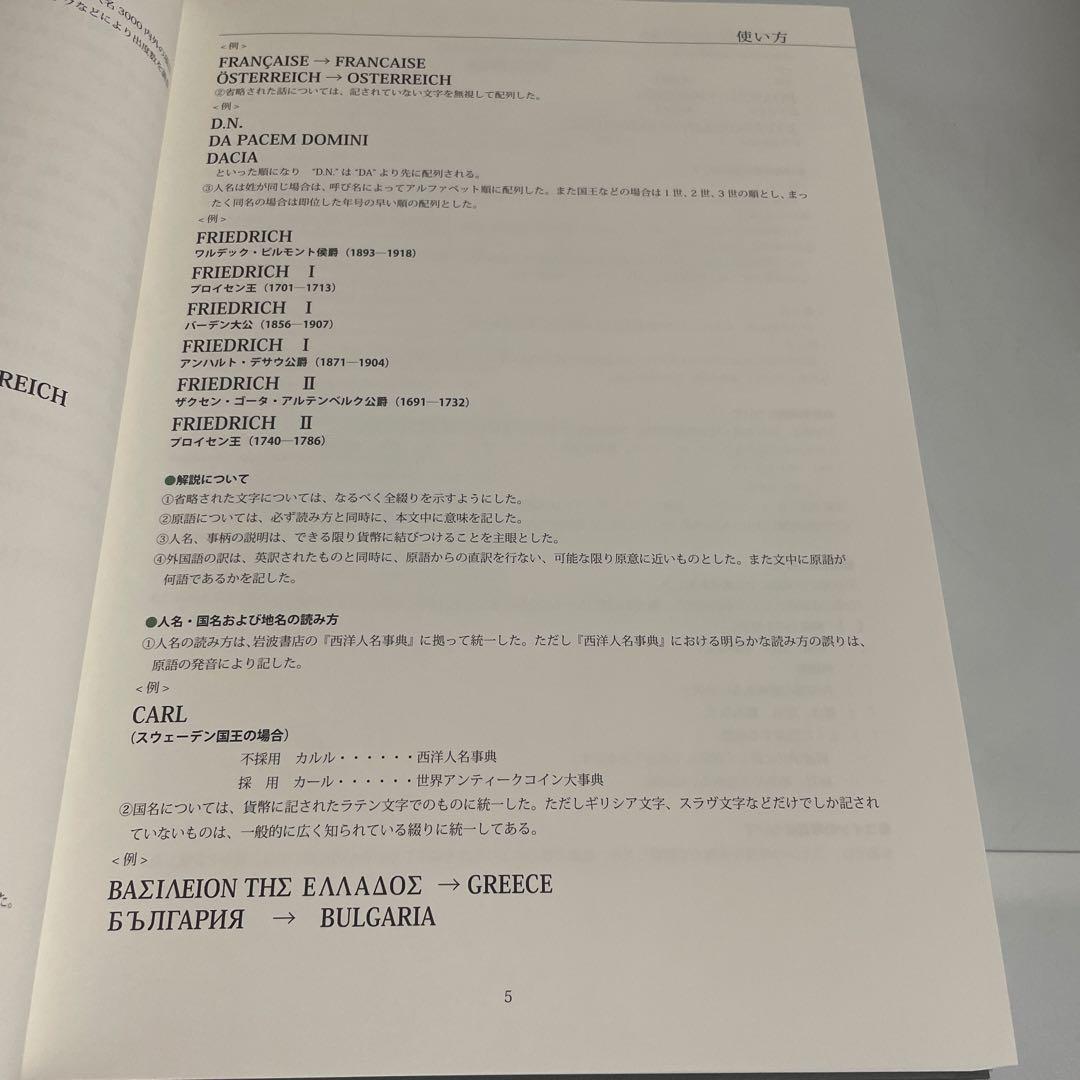 名3000内外の
などにより出度数を
REICH
た。
使い方
<例>
FRANÇAISE → FRANCAISE
ÖSTERREICH → OSTERREICH
②省略された語については、記されていない文字を無視して配列した。
<例>
D.N.
DA PACEM DOMINI
DACIA
といった順になり “D.N.” は “DA” より先に配列される。
③人名は姓が同じ場合は、呼び名によってアルファベット順に配列した。また国王などの場合は1世、2世、3世の順とし、まっ
たく同名の場合は即位した年号の早い順の配列とした。
<例>
FRIEDRICH
ワルデック・ピルモント侯爵（1893―1918）
FRIEDRICH Ⅰ
プロイセン王（1701―1713）
FRIEDRICH Ⅰ
バーデン大公（1856―1907）
FRIEDRICH Ⅰ
アンハルト・デサウ公爵（1871―1904）
FRIEDRICH Ⅱ
ザクセン・ゴータ・アルテンベルク公爵（1691―1732）
FRIEDRICH Ⅱ
プロイセン王（1740―1786）
●解説について
①省略された文字については、なるべく全綴りを示すようにした。
②原語については、必ず読み方と同時に、本文中に意味を記した。
③人名、事柄の説明は、できる限り貨幣に結びつけることを主眼とした。
④外国語の訳は、英訳されたものと同時に、原語からの直訳を行ない、可能な限り原意に近いものとした。また文中に原語が
何語であるかを記した。
●人名・国名および地名の読み方
①人名の読み方は、岩波書店の『西洋人名事典』に拠って統一した。ただし『西洋人名事典』における明らかな読み方の誤りは、
原語の発音により記した。
<例>
CARL
（スウェーデン国王の場合）
不採用 カルル・・・・・・西洋人名事典
採 用 カール・・・・・・世界アンティークコイン大事典
②国名については、貨幣に記されたラテン文字でのものに統一した。ただしギリシア文字、スラヴ文字などだけでしか記され
ていないものは、一般的に広く知られている綴りに統一してある。
<例>
ΒΑΣΙΛΕΙΟΝ ΤΗΣ ΕΛΛΑΔΟΣ → GREECE
БЪЛГАРИЯ → BULGARIA
5